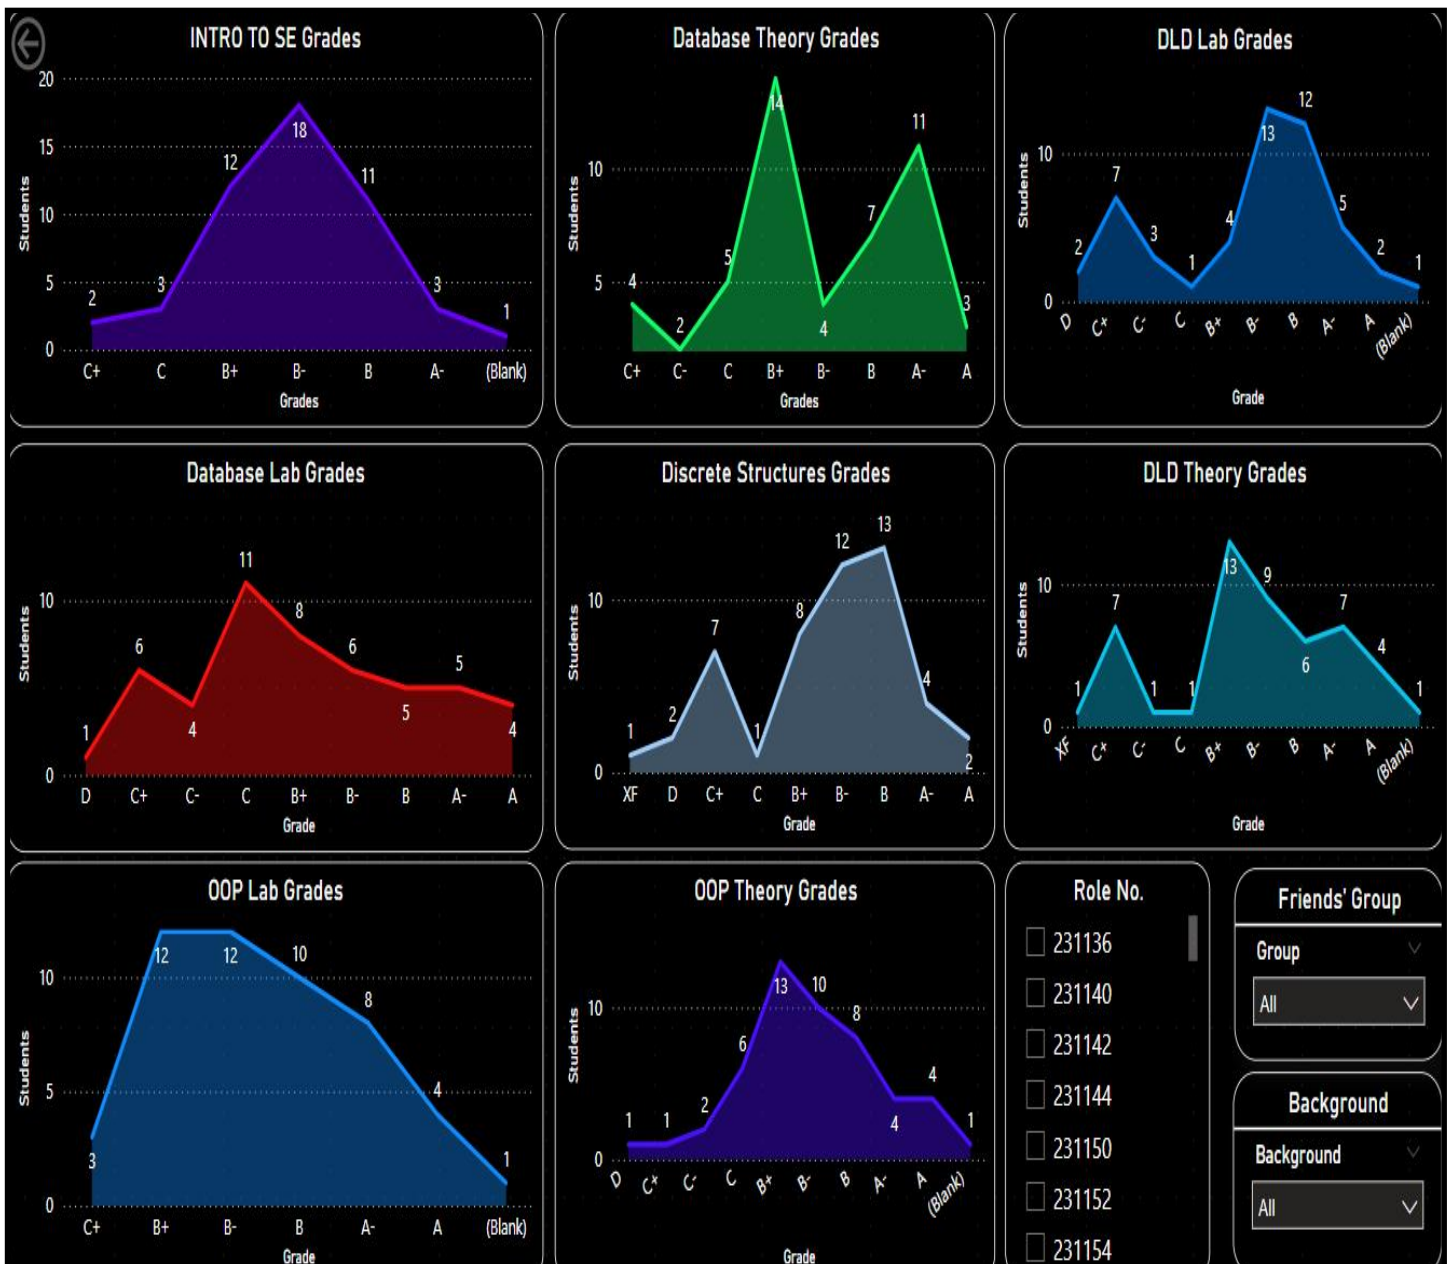 INTRO TO SE Grades
20
15
10
5
0
Students
2
3
12
18
11
3
1
C+ C B+ B- B A- (Blank)
Grades
Database Theory Grades
10
5
Students
4
2
5
14
4
7
11
3
C+ C- C B+ B- B A- A
Grades
DLD Lab Grades
10
0
Students
2
7
3
1
4
13
12
5
2
1
D C+ C- C B+ B- B A- A (Blank)
Grade
Database Lab Grades
10
0
Students
1
6
4
11
8
6
5
5
4
D C+ C- C B+ B- B A- A
Grade
Discrete Structures Grades
10
0
Students
1
2
7
1
8
12
13
4
2
XF D C+ C B+ B- B A- A
Grade
DLD Theory Grades
10
0
Students
1
7
1
1
13
9
6
7
4
1
XF C+ C- C B+ B- B A- A (Blank)
Grade
OOP Lab Grades
10
5
0
Students
3
12
12
10
8
4
1
C+ B+ B- B A- A (Blank)
Grade
OOP Theory Grades
10
0
Students
1
1
2
6
13
10
8
4
4
1
D C+ C- C B+ B- B A- A (Blank)
Grade
Role No.
231136
231140
231142
231144
231150
231152
231154
Friends' Group
Group
All
Background
Background
All